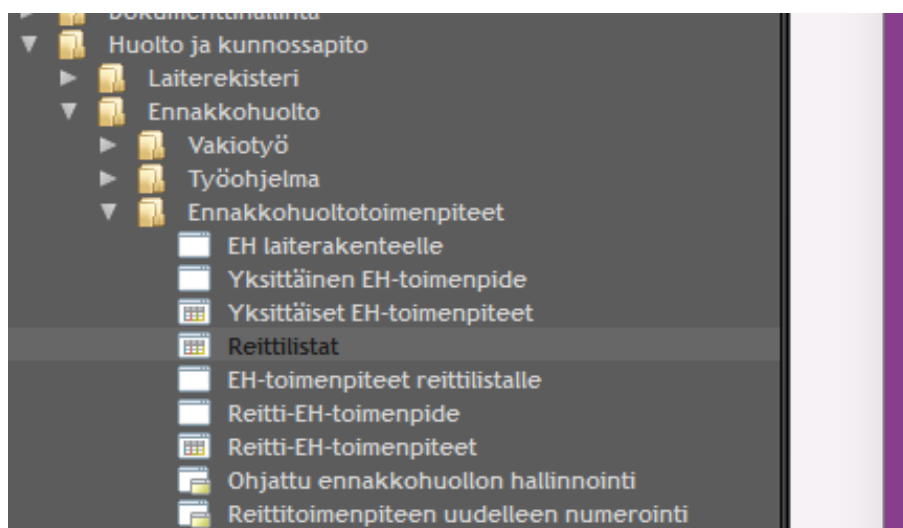 Dokumenttihallinta
Huolto ja kunnossapito
Laiterekisteri
Ennakkohuolto
Vakiotyö
Työohjelma
Ennakkohuoltotoimenpiteet
EH laiterakenteelle
Yksittäinen EH-toimenpide
Yksittäiset EH-toimenpiteet
Reittilistat
EH-toimenpiteet reittilistalle
Reitti-EH-toimenpide
Reitti-EH-toimenpiteet
Ohjattu ennakkohuollon hallinnointi
Reittitoimenpiteen uudelleen numerointi